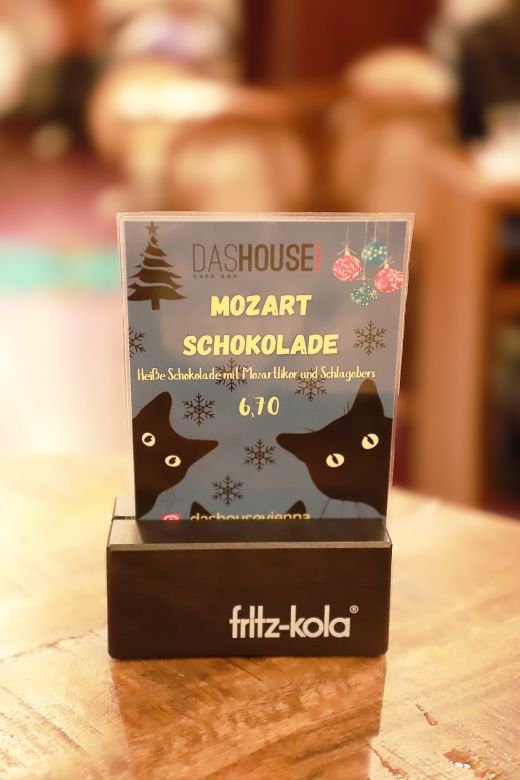 DASHOUSE
CAFE BAR
MOZART
SCHOKOLADE
Heiße Schokolade mit Mozartlikör und Schlagobers
6,70
dashousevienna
fritz-kola®